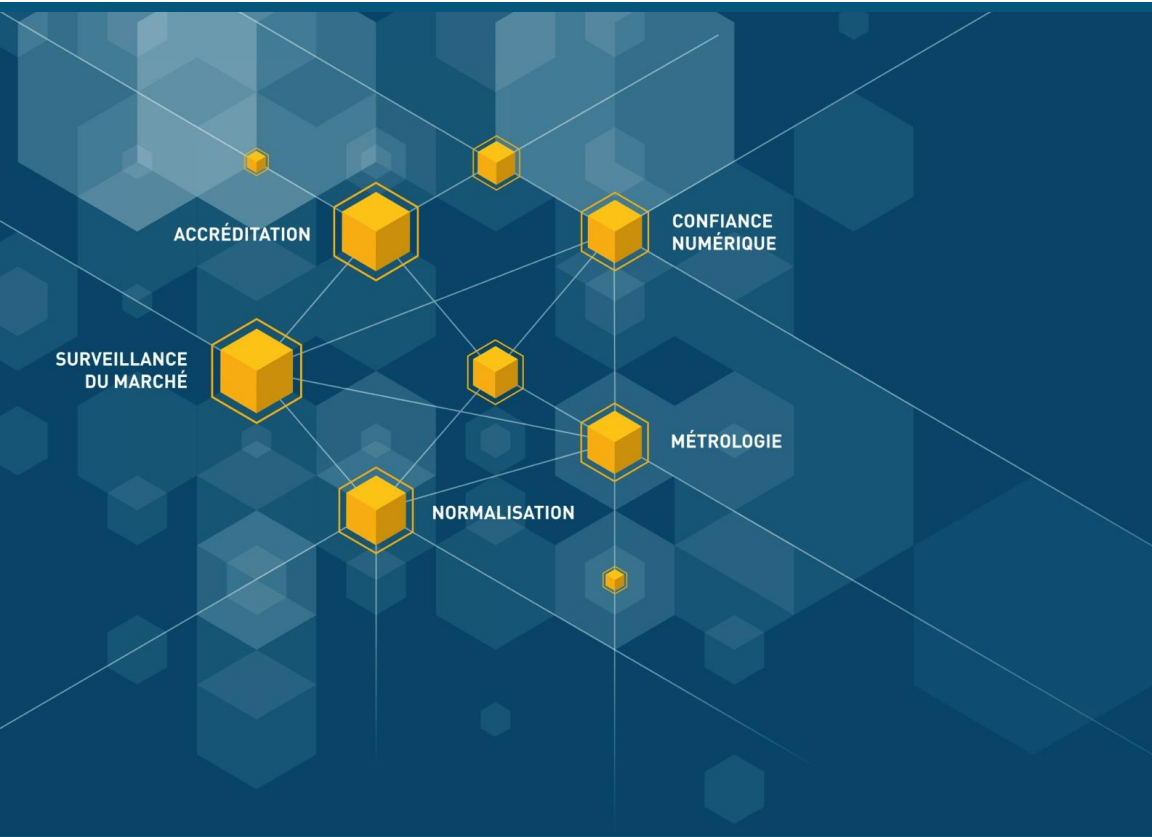 ACCRÉDITATION
CONFIANCE
NUMÉRIQUE
SURVEILLANCE
DU MARCHÉ
MÉTROLOGIE
NORMALISATION